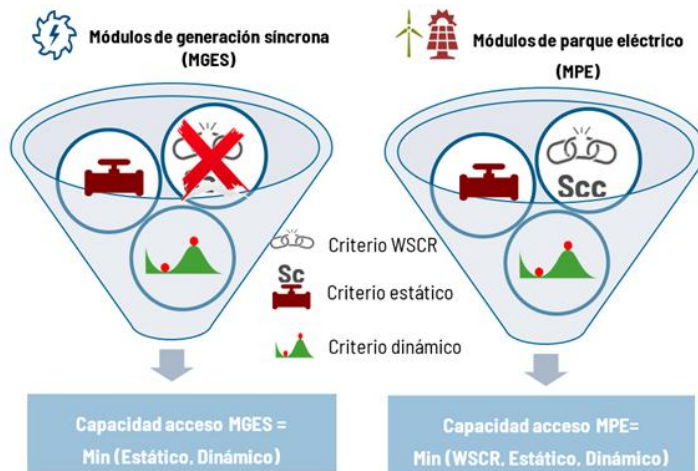 Módulos de generación síncrona
(MGES)
Módulos de parque eléctrico
(MPE)
Scc
Criterio WSCR
Sc
Criterio estático
Criterio dinámico
Capacidad acceso MGES =
Min (Estático, Dinámico)
Capacidad acceso MPE=
Min (WSCR, Estático, Dinámico)